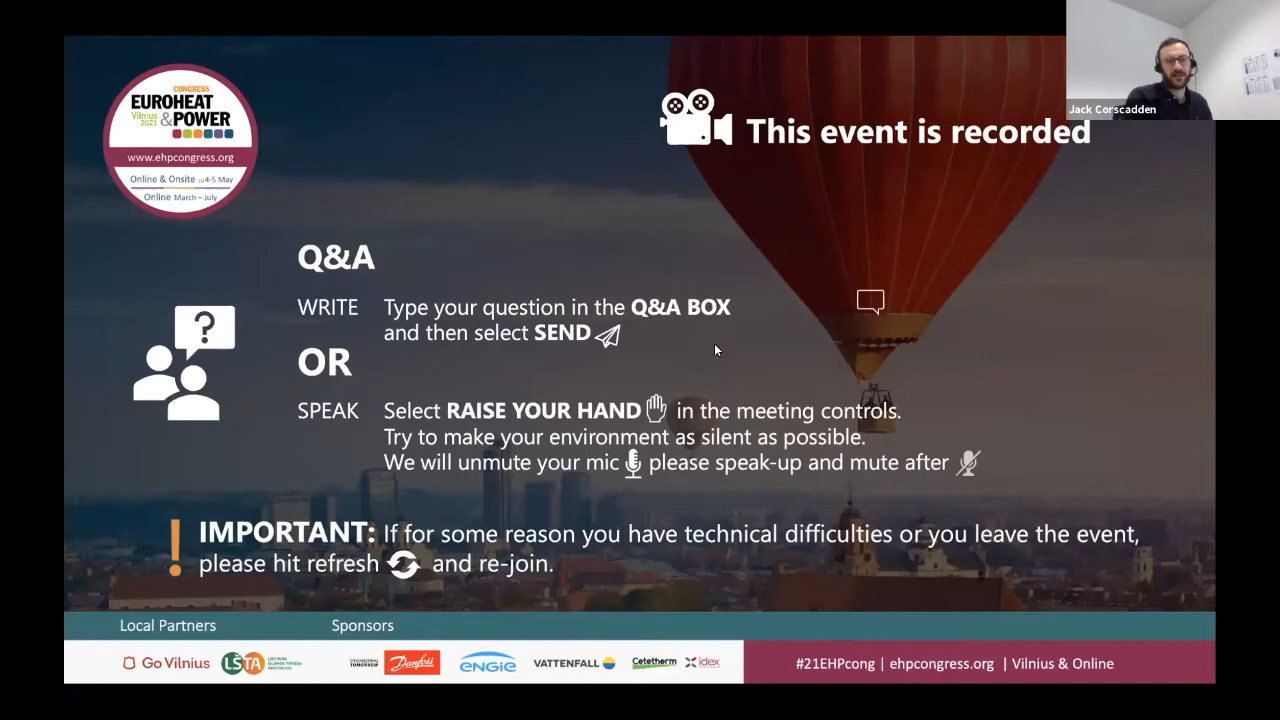 Jack Corscadden
CONGRESS
EUROHEAT
Vilnius
2021
&POWER
www.ehpcongress.org
Online & Onsite 4-5 May
Online March – July
This event is recorded
Q&A
WRITE Type your question in the Q&A BOX
and then select SEND
?
OR
SPEAK Select RAISE YOUR HAND in the meeting controls.
Try to make your environment as silent as possible.
We will unmute your mic please speak-up and mute after
! IMPORTANT: If for some reason you have technical difficulties or you leave the event,
please hit refresh and re-join.
Local Partners Sponsors
Go Vilnius LŠTA ENGINEERING TOMORROW Danfoss ENGIE VATTENFALL Cetetherm idex
#21EHPcong | ehpcongress.org | Vilnius & Online